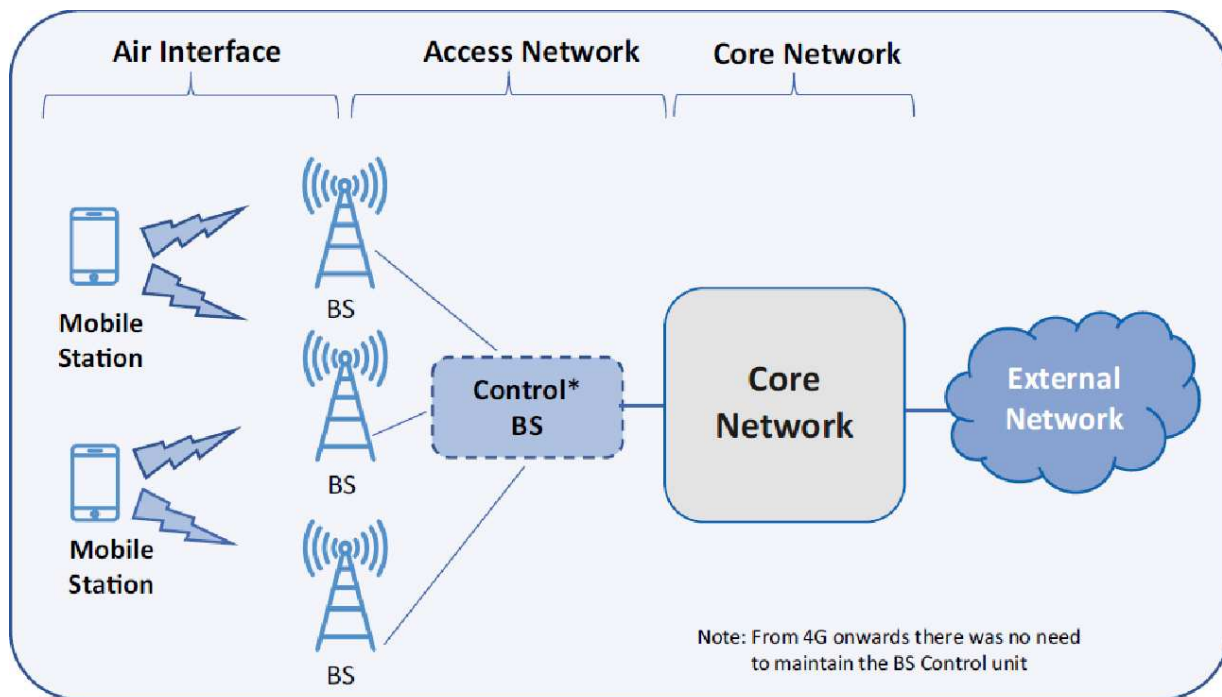 Air Interface
Access Network
Core Network
Mobile
Station
BS
BS
Mobile
Station
BS
Control*
BS
Core
Network
External
Network
Note: From 4G onwards there was no need
to maintain the BS Control unit